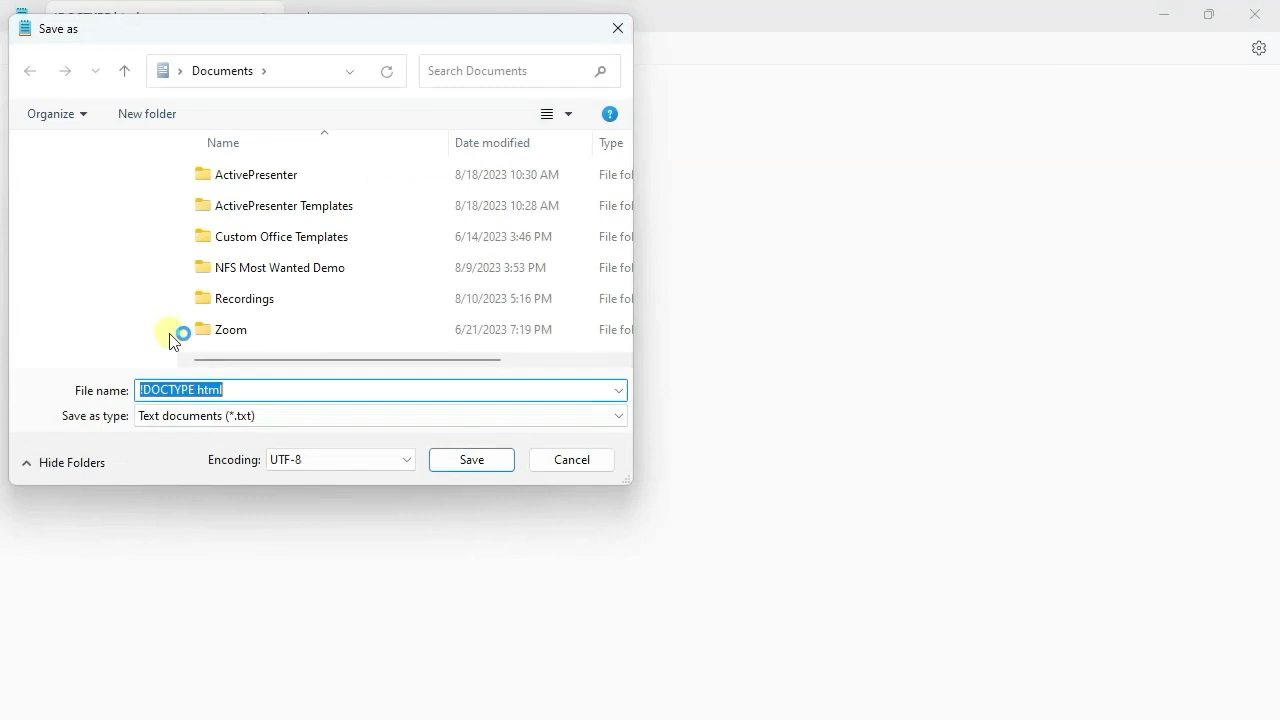 Save as
Documents
Search Documents
Organize
New folder
Name Date modified Type
ActivePresenter 8/18/2023 10:30 AM File fol
ActivePresenter Templates 8/18/2023 10:28 AM File fol
Custom Office Templates 6/14/2023 3:46 PM File fol
NFS Most Wanted Demo 8/9/2023 3:53 PM File fol
Recordings 8/10/2023 5:16 PM File fol
Zoom 6/21/2023 7:19 PM File fol
File name: !DOCTYPE html
Save as type: Text documents (*.txt)
Hide Folders Encoding: UTF-8 Save Cancel